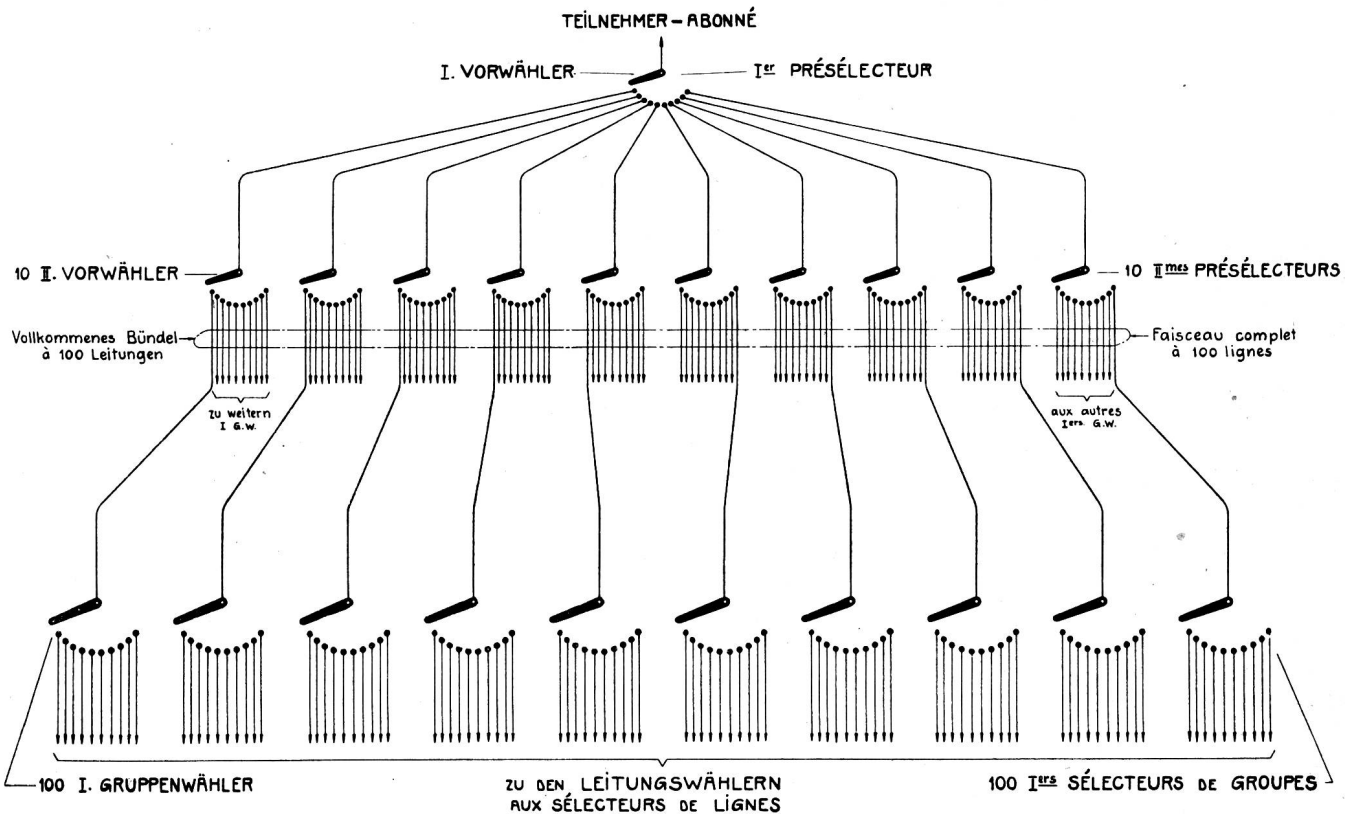 TEILNEHMER – ABONNÉ
I. VORWÄHLER
Ier PRÉSÉLECTEUR
10 II. VORWÄHLER
10 IImes PRÉSÉLECTEURS
Vollkommenes Bündel
à 100 Leitungen
Faisceau complet
à 100 lignes
zu weitern
I G.W.
aux autres
Iers G.W.
100 I. GRUPPENWÄHLER
ZU DEN LEITUNGSWÄHLERN
AUX SÉLECTEURS DE LIGNES
100 Iers SÉLECTEURS DE GROUPES